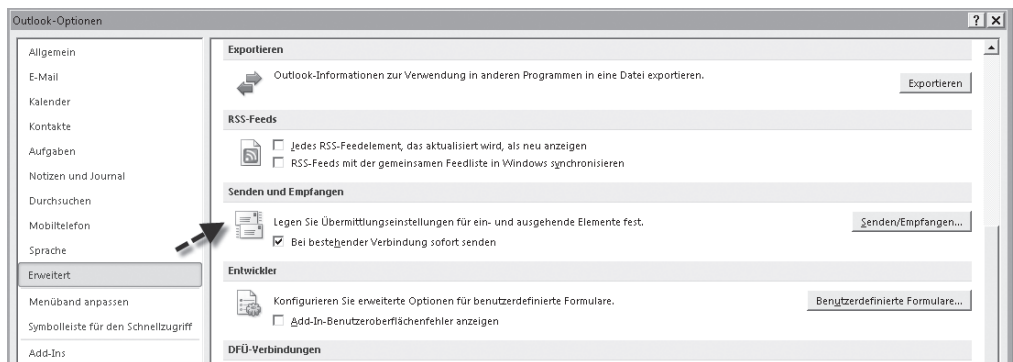 Outlook-Optionen
Allgemein
E-Mail
Kalender
Kontakte
Aufgaben
Notizen und Journal
Durchsuchen
Mobiltelefon
Sprache
Erweitert
Menüband anpassen
Symbolleiste für den Schnellzugriff
Add-Ins
Exportieren
Outlook-Informationen zur Verwendung in anderen Programmen in eine Datei exportieren.
Exportieren
RSS-Feeds
Jedes RSS-Feedelement, das aktualisiert wird, als neu anzeigen
RSS-Feeds mit der gemeinsamen Feedliste in Windows synchronisieren
Senden und Empfangen
Legen Sie Übermittlungseinstellungen für ein- und ausgehende Elemente fest.
Senden/Empfangen...
Bei bestehender Verbindung sofort senden
Entwickler
Konfigurieren Sie erweiterte Optionen für benutzerdefinierte Formulare.
Benutzerdefinierte Formulare...
Add-In-Benutzeroberflächenfehler anzeigen
DFÜ-Verbindungen